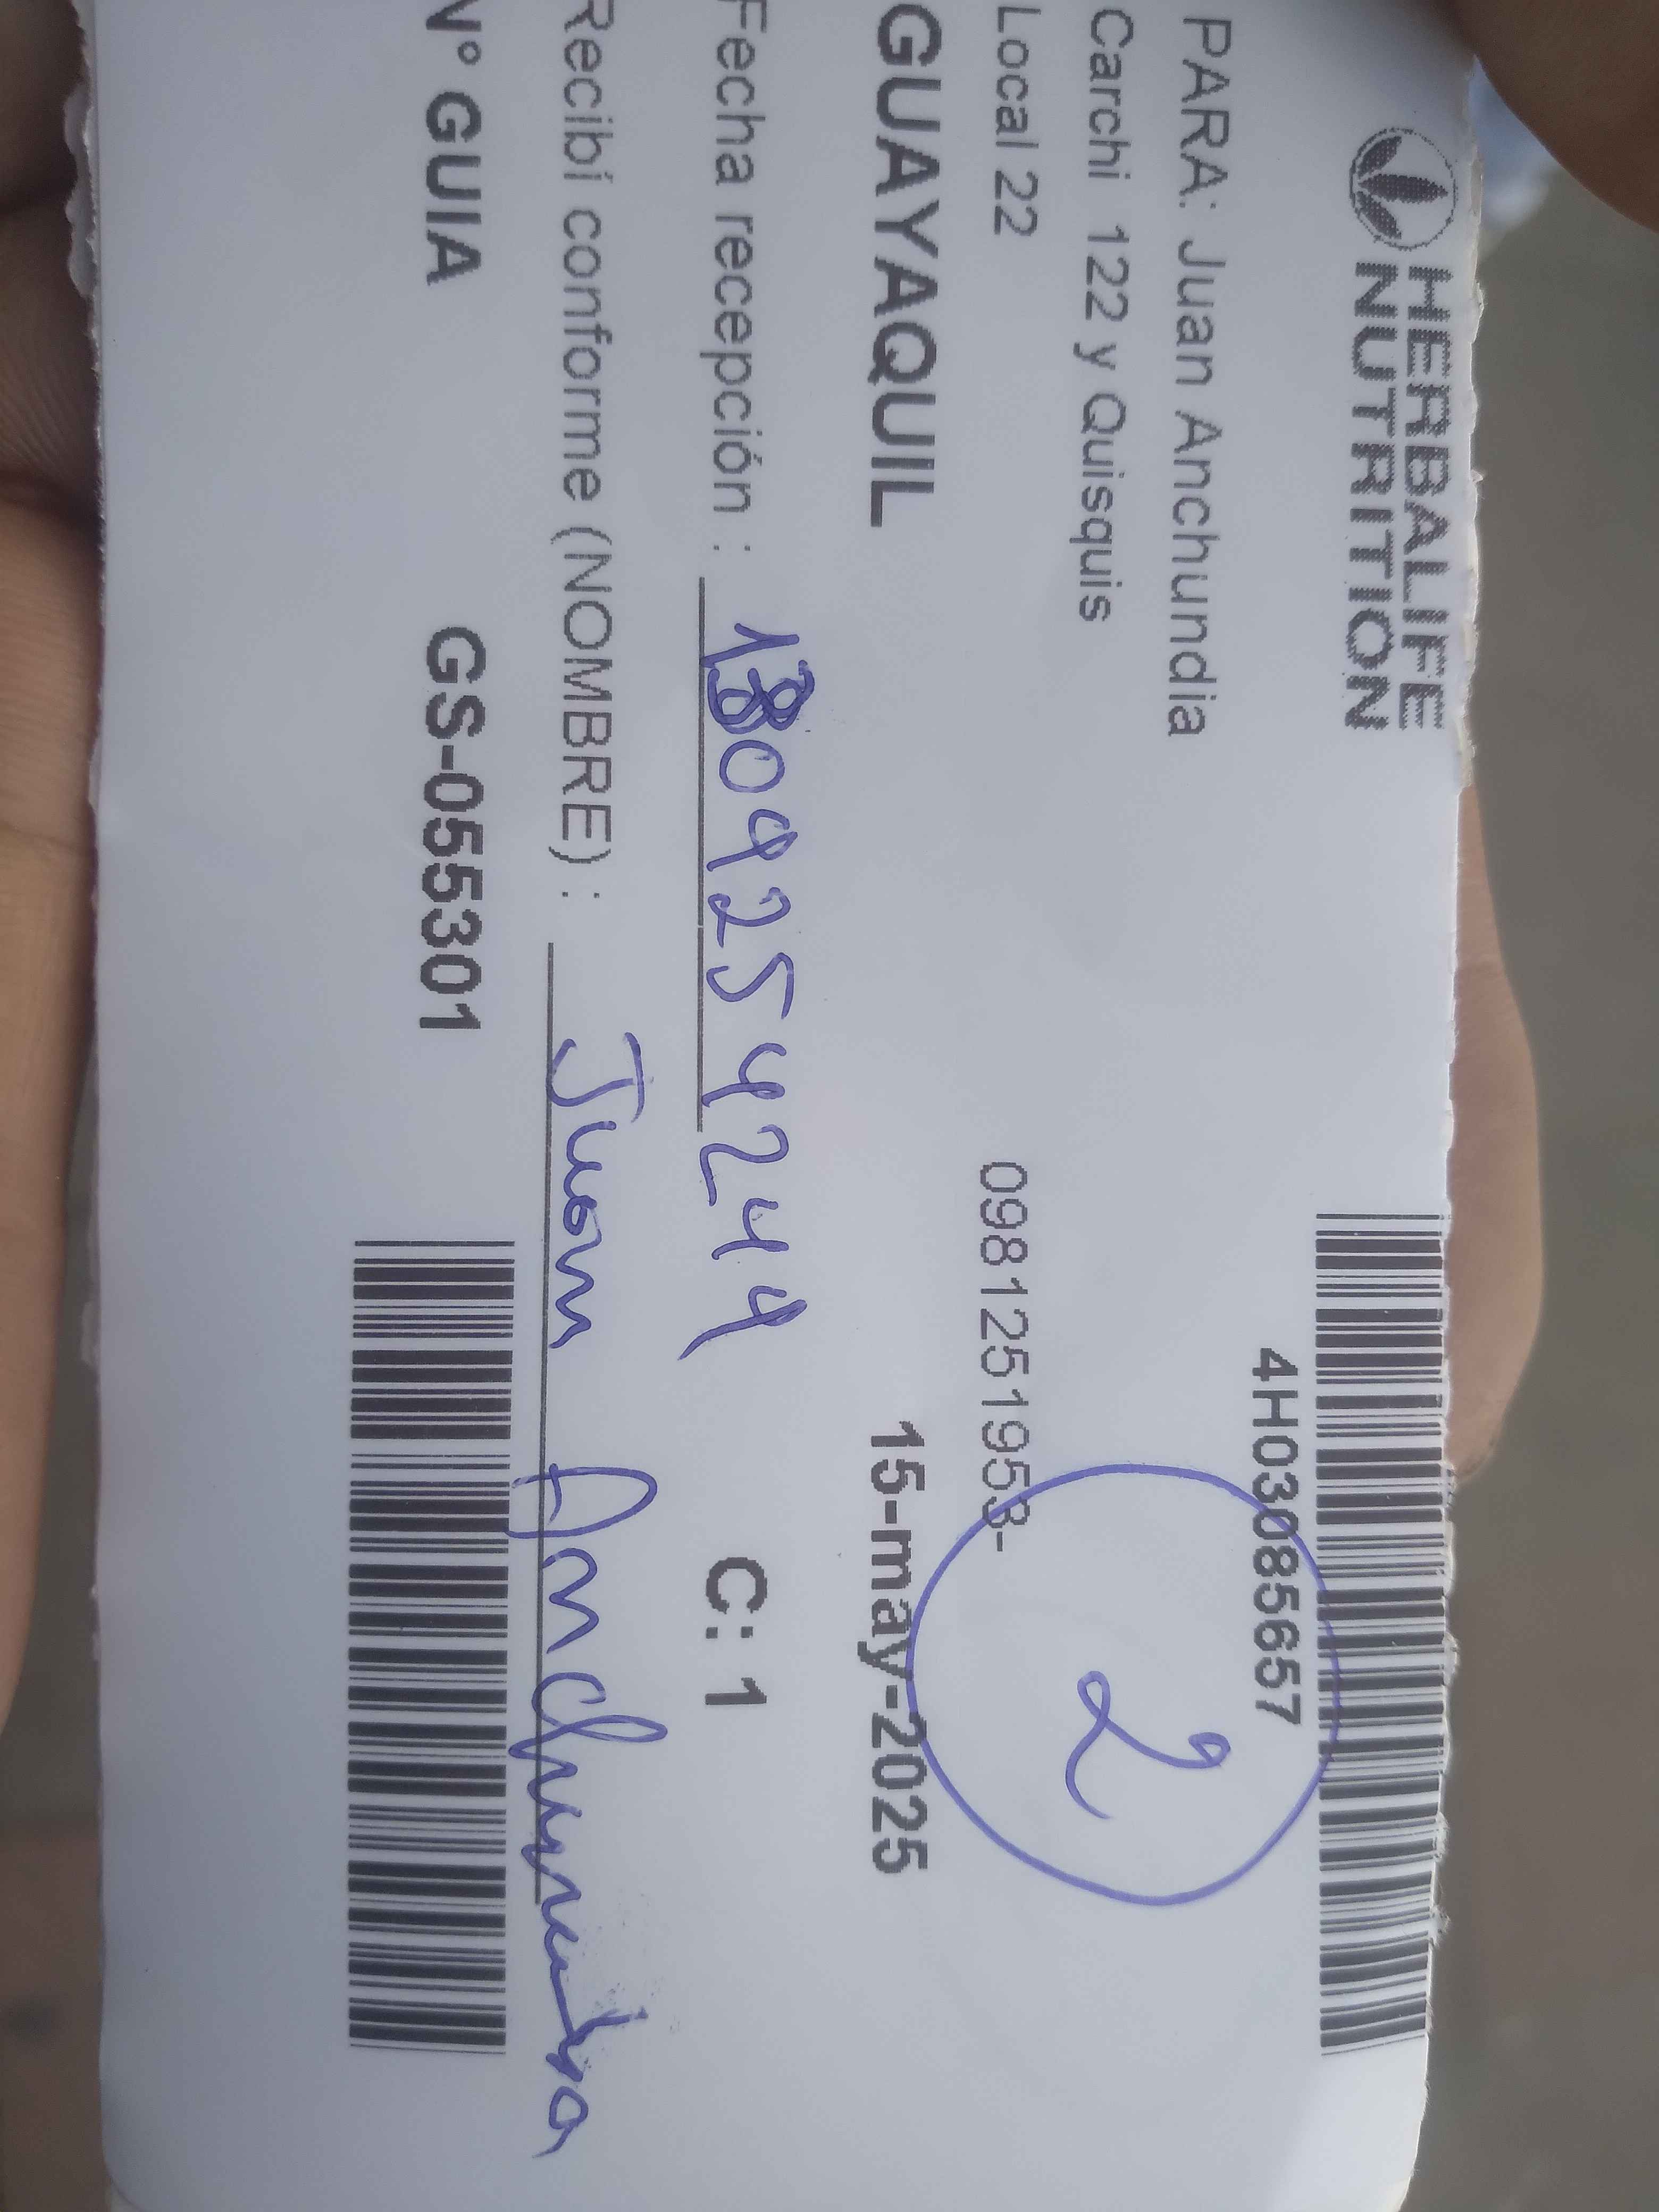 HERBALIFE
NUTRITION
4H03085657
PARA: Juan Anchundia
Carchi 122 y Quisquis
2
Local 22
0981251953-
GUAYAQUIL
15-may-2025
Fecha recepción : 1309254244
C: 1
Recibí conforme (NOMBRE) : Juan Anchundia
N° GUIA GS-055301